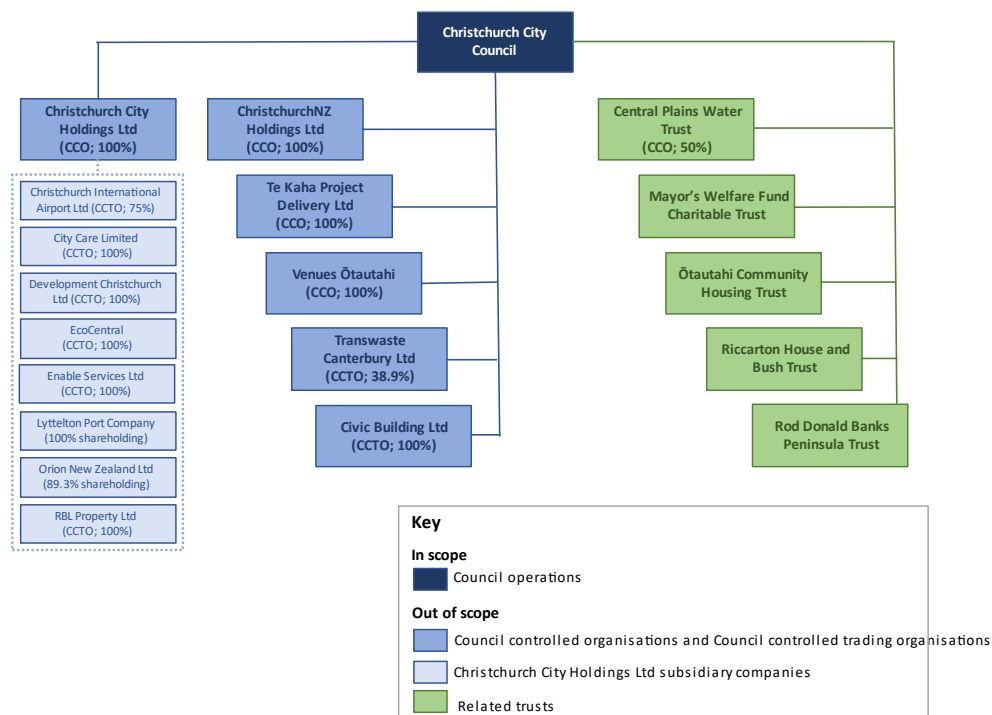 Christchurch City
Council
Christchurch City
Holdings Ltd
(CCO; 100%)
Christchurch International
Airport Ltd (CCTO; 75%)
City Care Limited
(CCTO; 100%)
Development Christchurch
Ltd (CCTO; 100%)
EcoCentral
(CCTO; 100%)
Enable Services Ltd
(CCTO; 100%)
Lyttelton Port Company
(100% shareholding)
Orion New Zealand Ltd
(89.3% shareholding)
RBL Property Ltd
(CCTO; 100%)
ChristchurchNZ
Holdings Ltd
(CCO; 100%)
Te Kaha Project
Delivery Ltd
(CCO; 100%)
Venues Ōtautahi
(CCO; 100%)
Transwaste
Canterbury Ltd
(CCTO; 38.9%)
Civic Building Ltd
(CCTO; 100%)
Central Plains Water
Trust
(CCO; 50%)
Mayor's Welfare Fund
Charitable Trust
Ōtautahi Community
Housing Trust
Riccarton House and
Bush Trust
Rod Donald Banks
Peninsula Trust
Key
In scope
Council operations
Out of scope
Council controlled organisations and Council controlled trading organisations
Christchurch City Holdings Ltd subsidiary companies
Related trusts